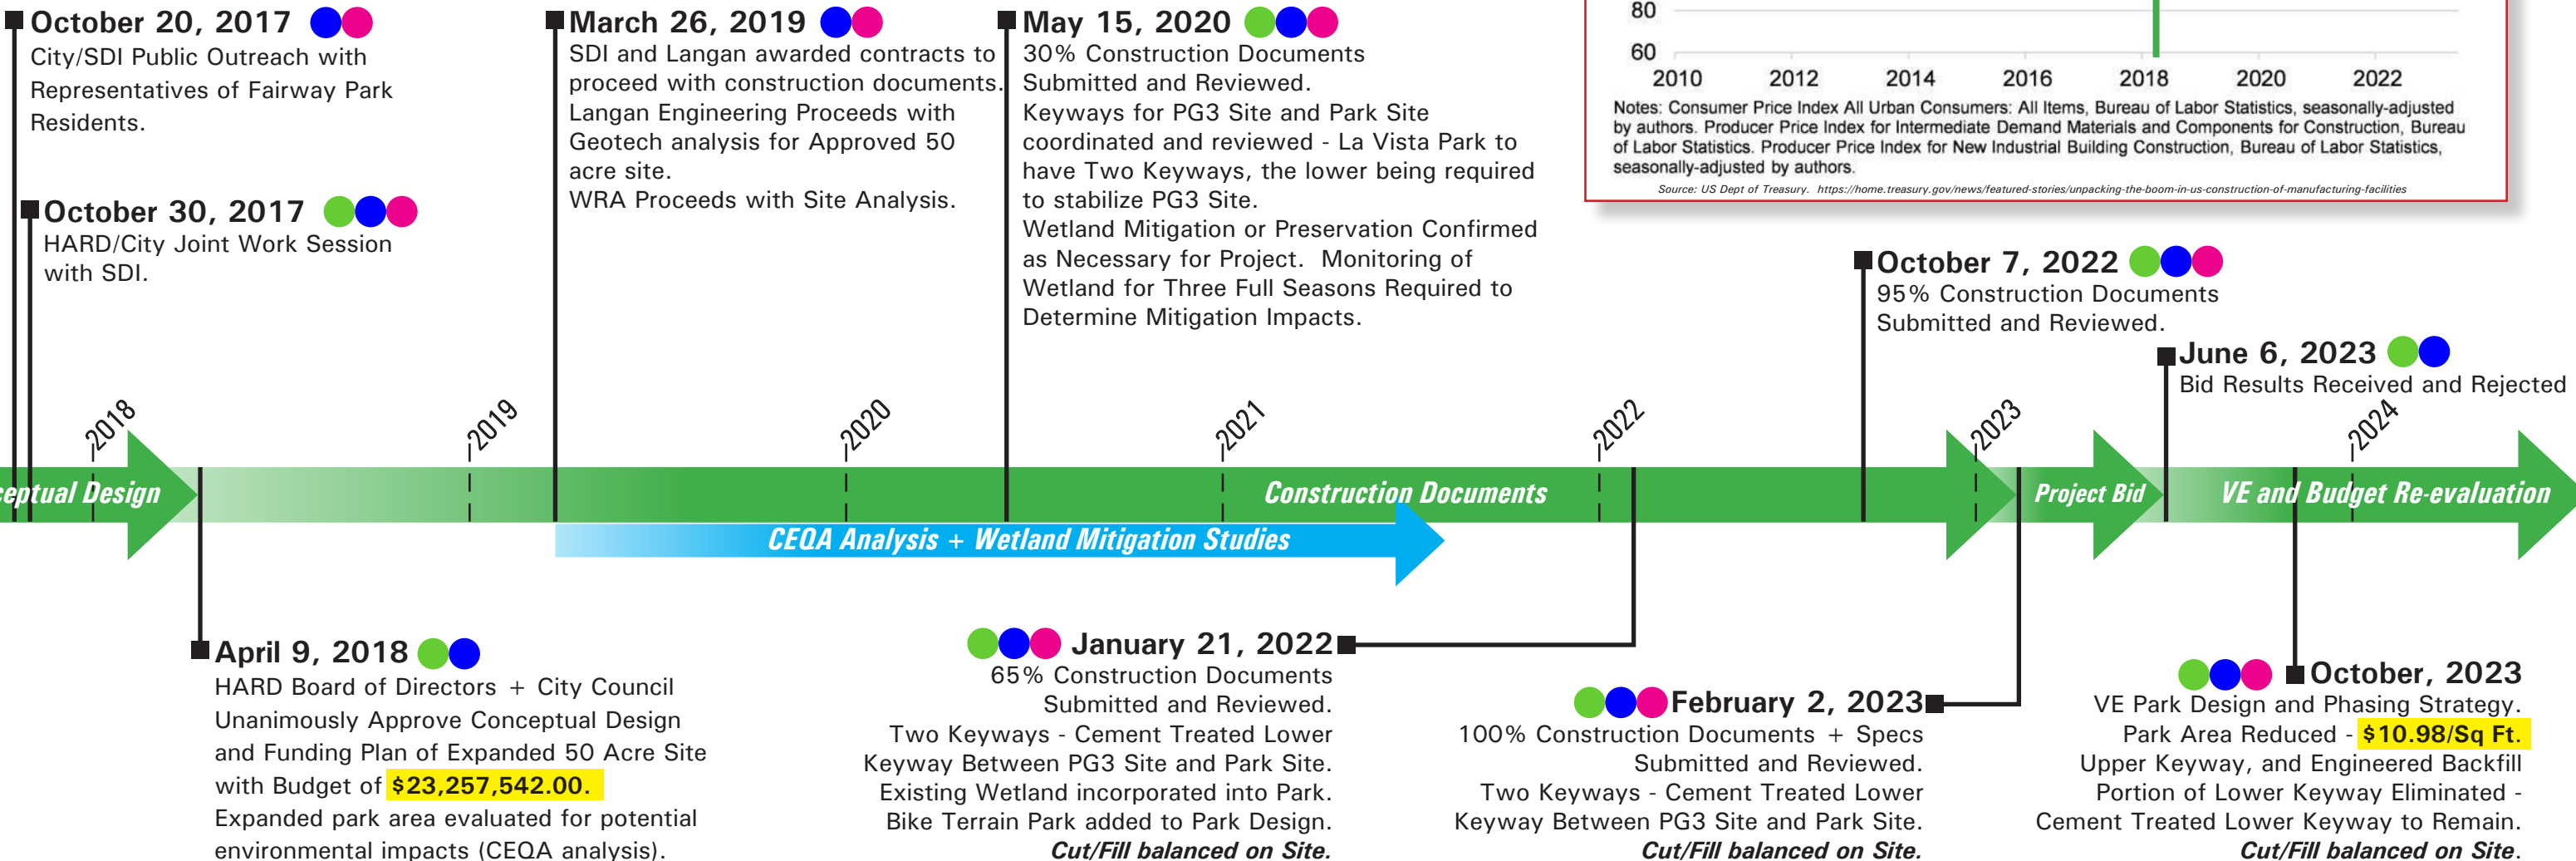 October 20, 2017
City/SDI Public Outreach with
Representatives of Fairway Park
Residents.
October 30, 2017
HARD/City Joint Work Session
with SDI.
March 26, 2019
SDI and Langan awarded contracts to
proceed with construction documents.
Langan Engineering Proceeds with
Geotech analysis for Approved 50
acre site.
WRA Proceeds with Site Analysis.
May 15, 2020
30% Construction Documents
Submitted and Reviewed.
Keyways for PG3 Site and Park Site
coordinated and reviewed - La Vista Park to
have Two Keyways, the lower being required
to stabilize PG3 Site.
Wetland Mitigation or Preservation Confirmed
as Necessary for Project.  Monitoring of
Wetland for Three Full Seasons Required to
Determine Mitigation Impacts.
80
60
2010 2012 2014 2016 2018 2020 2022
Notes: Consumer Price Index All Urban Consumers: All Items, Bureau of Labor Statistics, seasonally-adjusted
by authors. Producer Price Index for Intermediate Demand Materials and Components for Construction, Bureau
of Labor Statistics. Producer Price Index for New Industrial Building Construction, Bureau of Labor Statistics,
seasonally-adjusted by authors.
Source: US Dept of Treasury.  https://home.treasury.gov/news/featured-stories/unpacking-the-boom-in-us-construction-of-manufacturing-facilities
October 7, 2022
95% Construction Documents
Submitted and Reviewed.
June 6, 2023
Bid Results Received and Rejected
2018 2019 2020 2021 2022 2023 2024
ceptual Design
Construction Documents
Project Bid
VE and Budget Re-evaluation
CEQA Analysis + Wetland Mitigation Studies
April 9, 2018
HARD Board of Directors + City Council
Unanimously Approve Conceptual Design
and Funding Plan of Expanded 50 Acre Site
with Budget of $23,257,542.00.
Expanded park area evaluated for potential
environmental impacts (CEQA analysis).
January 21, 2022
65% Construction Documents
Submitted and Reviewed.
Two Keyways - Cement Treated Lower
Keyway Between PG3 Site and Park Site.
Existing Wetland incorporated into Park.
Bike Terrain Park added to Park Design.
Cut/Fill balanced on Site.
February 2, 2023
100% Construction Documents + Specs
Submitted and Reviewed.
Two Keyways - Cement Treated Lower
Keyway Between PG3 Site and Park Site.
Cut/Fill balanced on Site.
October, 2023
VE Park Design and Phasing Strategy.
Park Area Reduced - $10.98/Sq Ft.
Upper Keyway, and Engineered Backfill
Portion of Lower Keyway Eliminated -
Cement Treated Lower Keyway to Remain.
Cut/Fill balanced on Site.